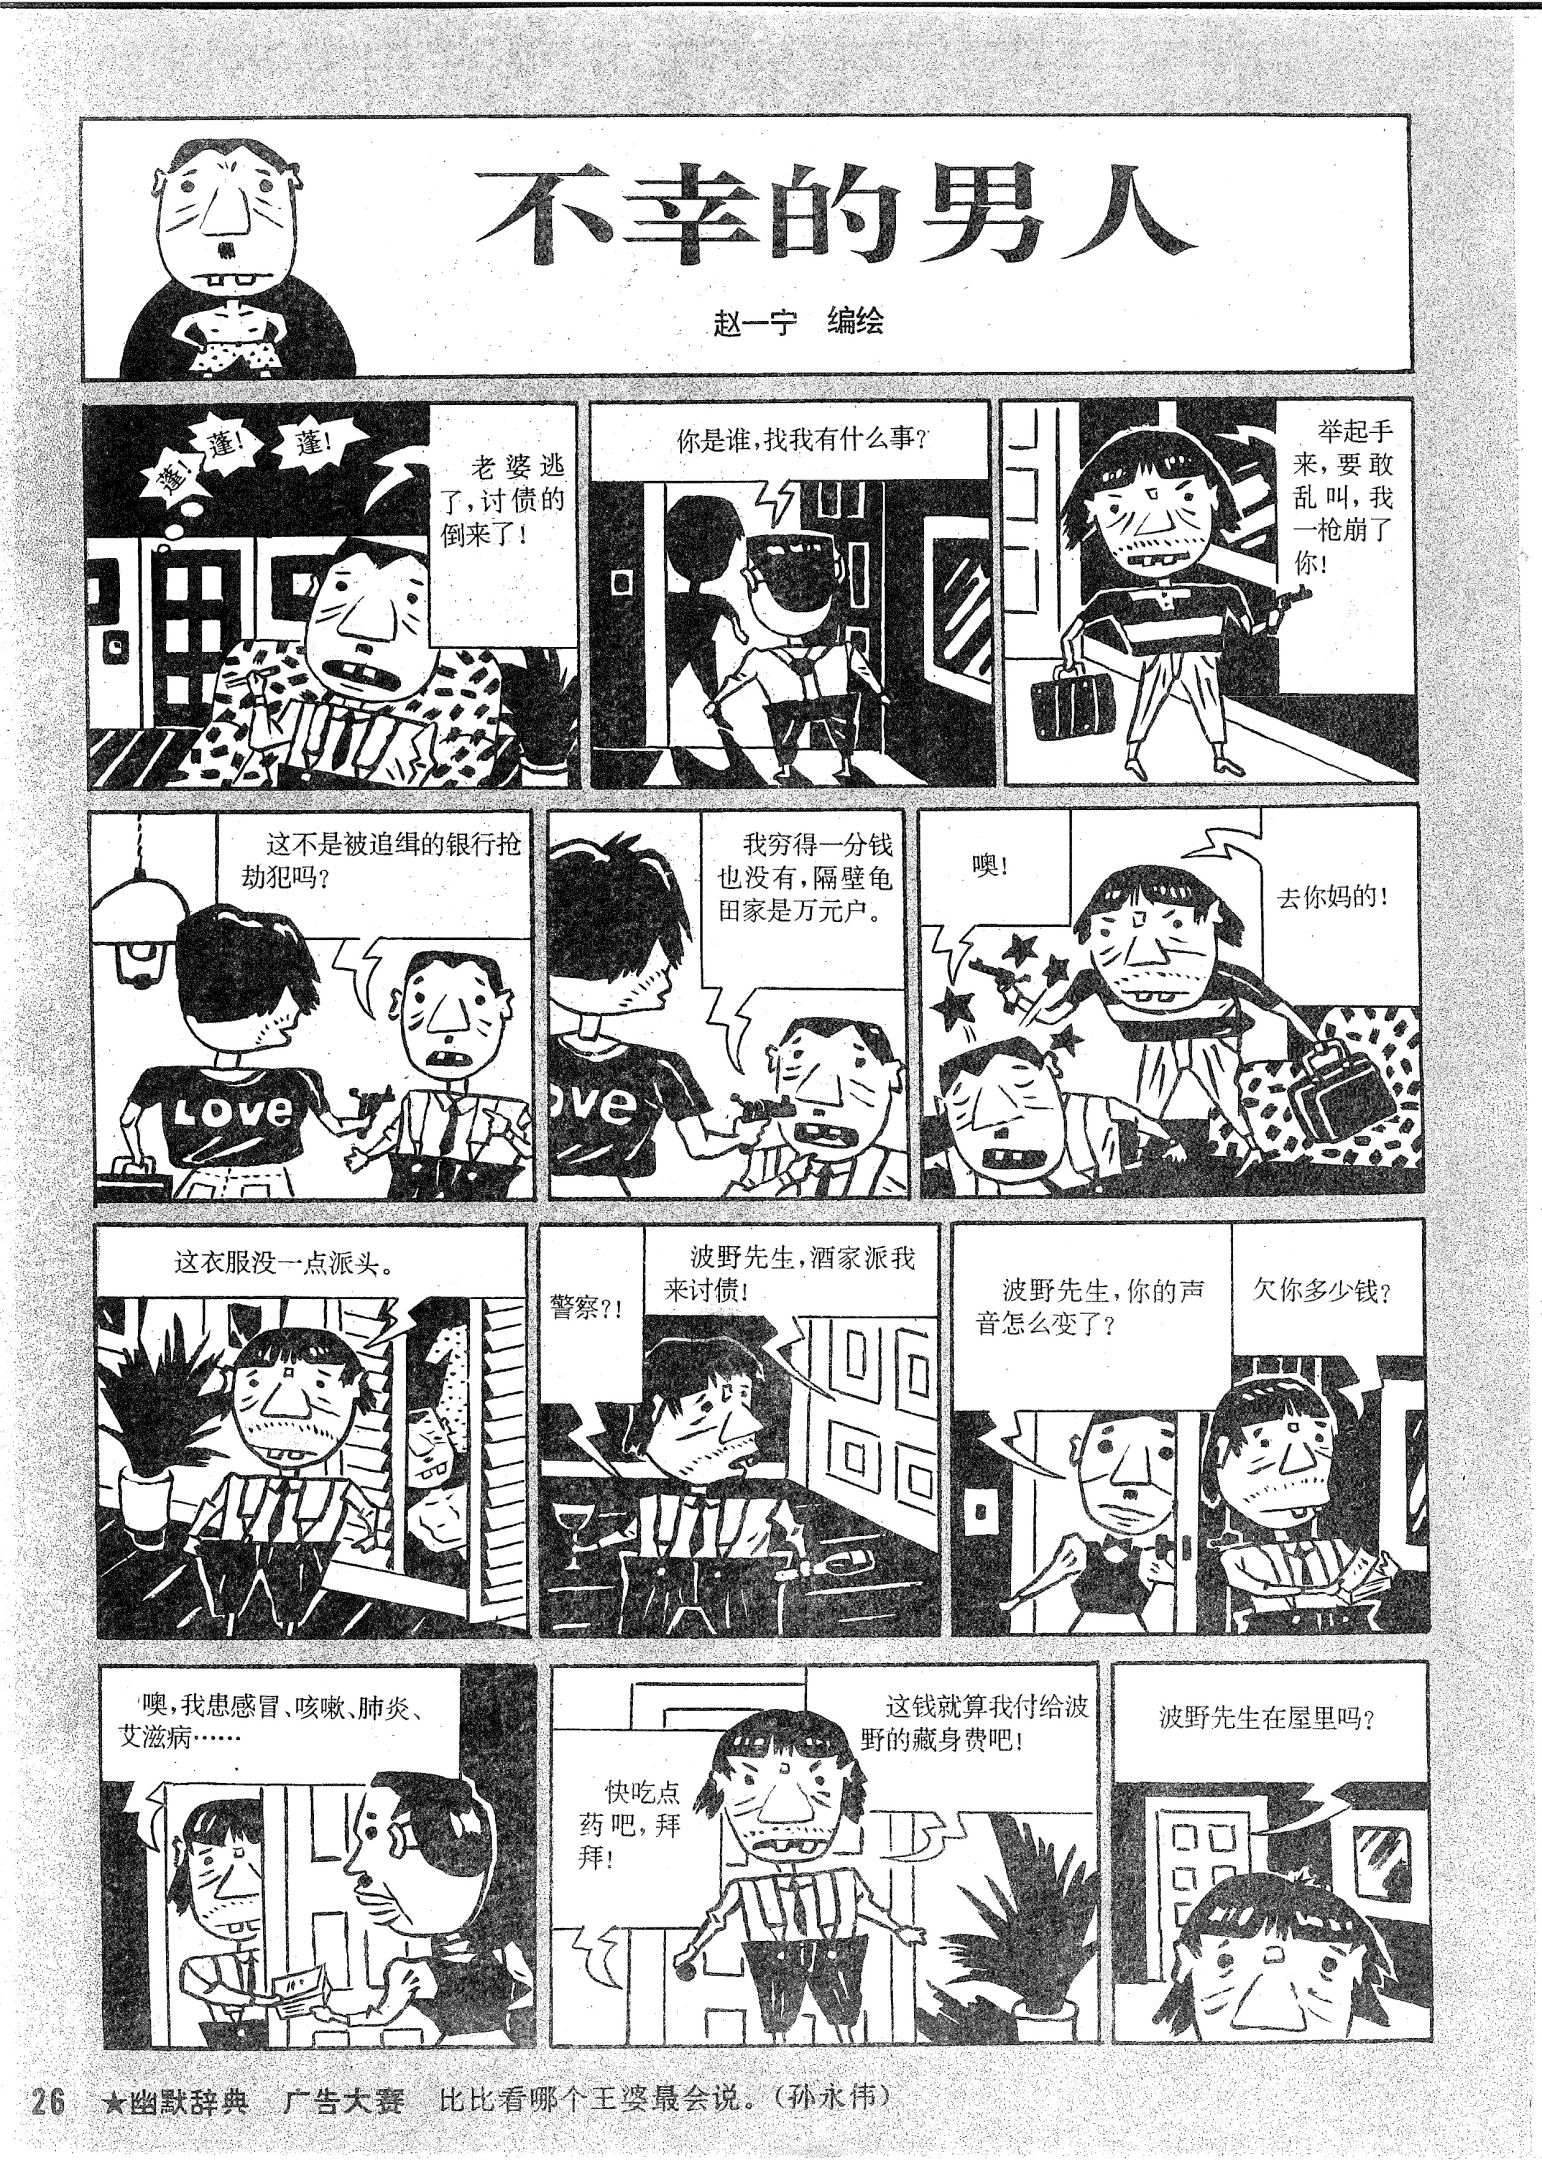 不幸的男人
赵一宁 编绘
蓬!
蓬!
蓬!
老婆逃
了,讨债的
倒来了!
你是谁,找我有什么事?
举起手
来,要敢
乱叫,我
一枪崩了
你!
这不是被追缉的银行抢
劫犯吗?
LOVe
我穷得一分钱
也没有,隔壁龟
田家是万元户。
OVe
噢!
去你妈的!
这衣服没一点派头。
警察?!
波野先生,酒家派我
来讨债!
波野先生,你的声
音怎么变了?
欠你多少钱?
噢,我患感冒、咳嗽、肺炎、
艾滋病……
快吃点
药吧,拜
拜!
这钱就算我付给波
野的藏身费吧!
波野先生在屋里吗?
26 ★幽默辞典 广告大赛 比比看哪个王婆最会说。(孙永伟)